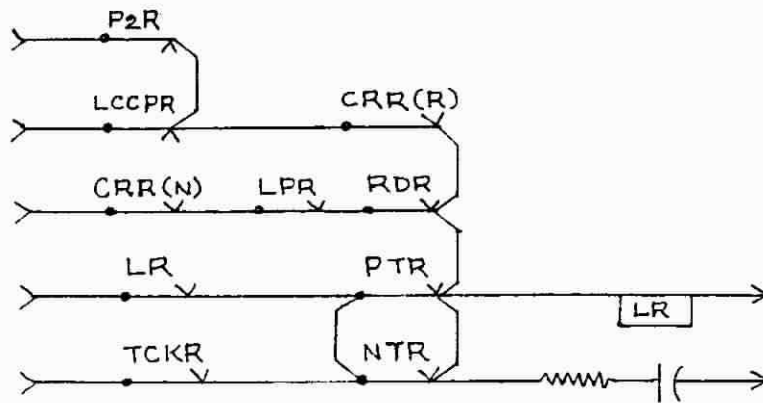 P2R
LCCPR CRR(R)
CRR(N) LPR RDR
LR PTR
LR
TCKR NTR